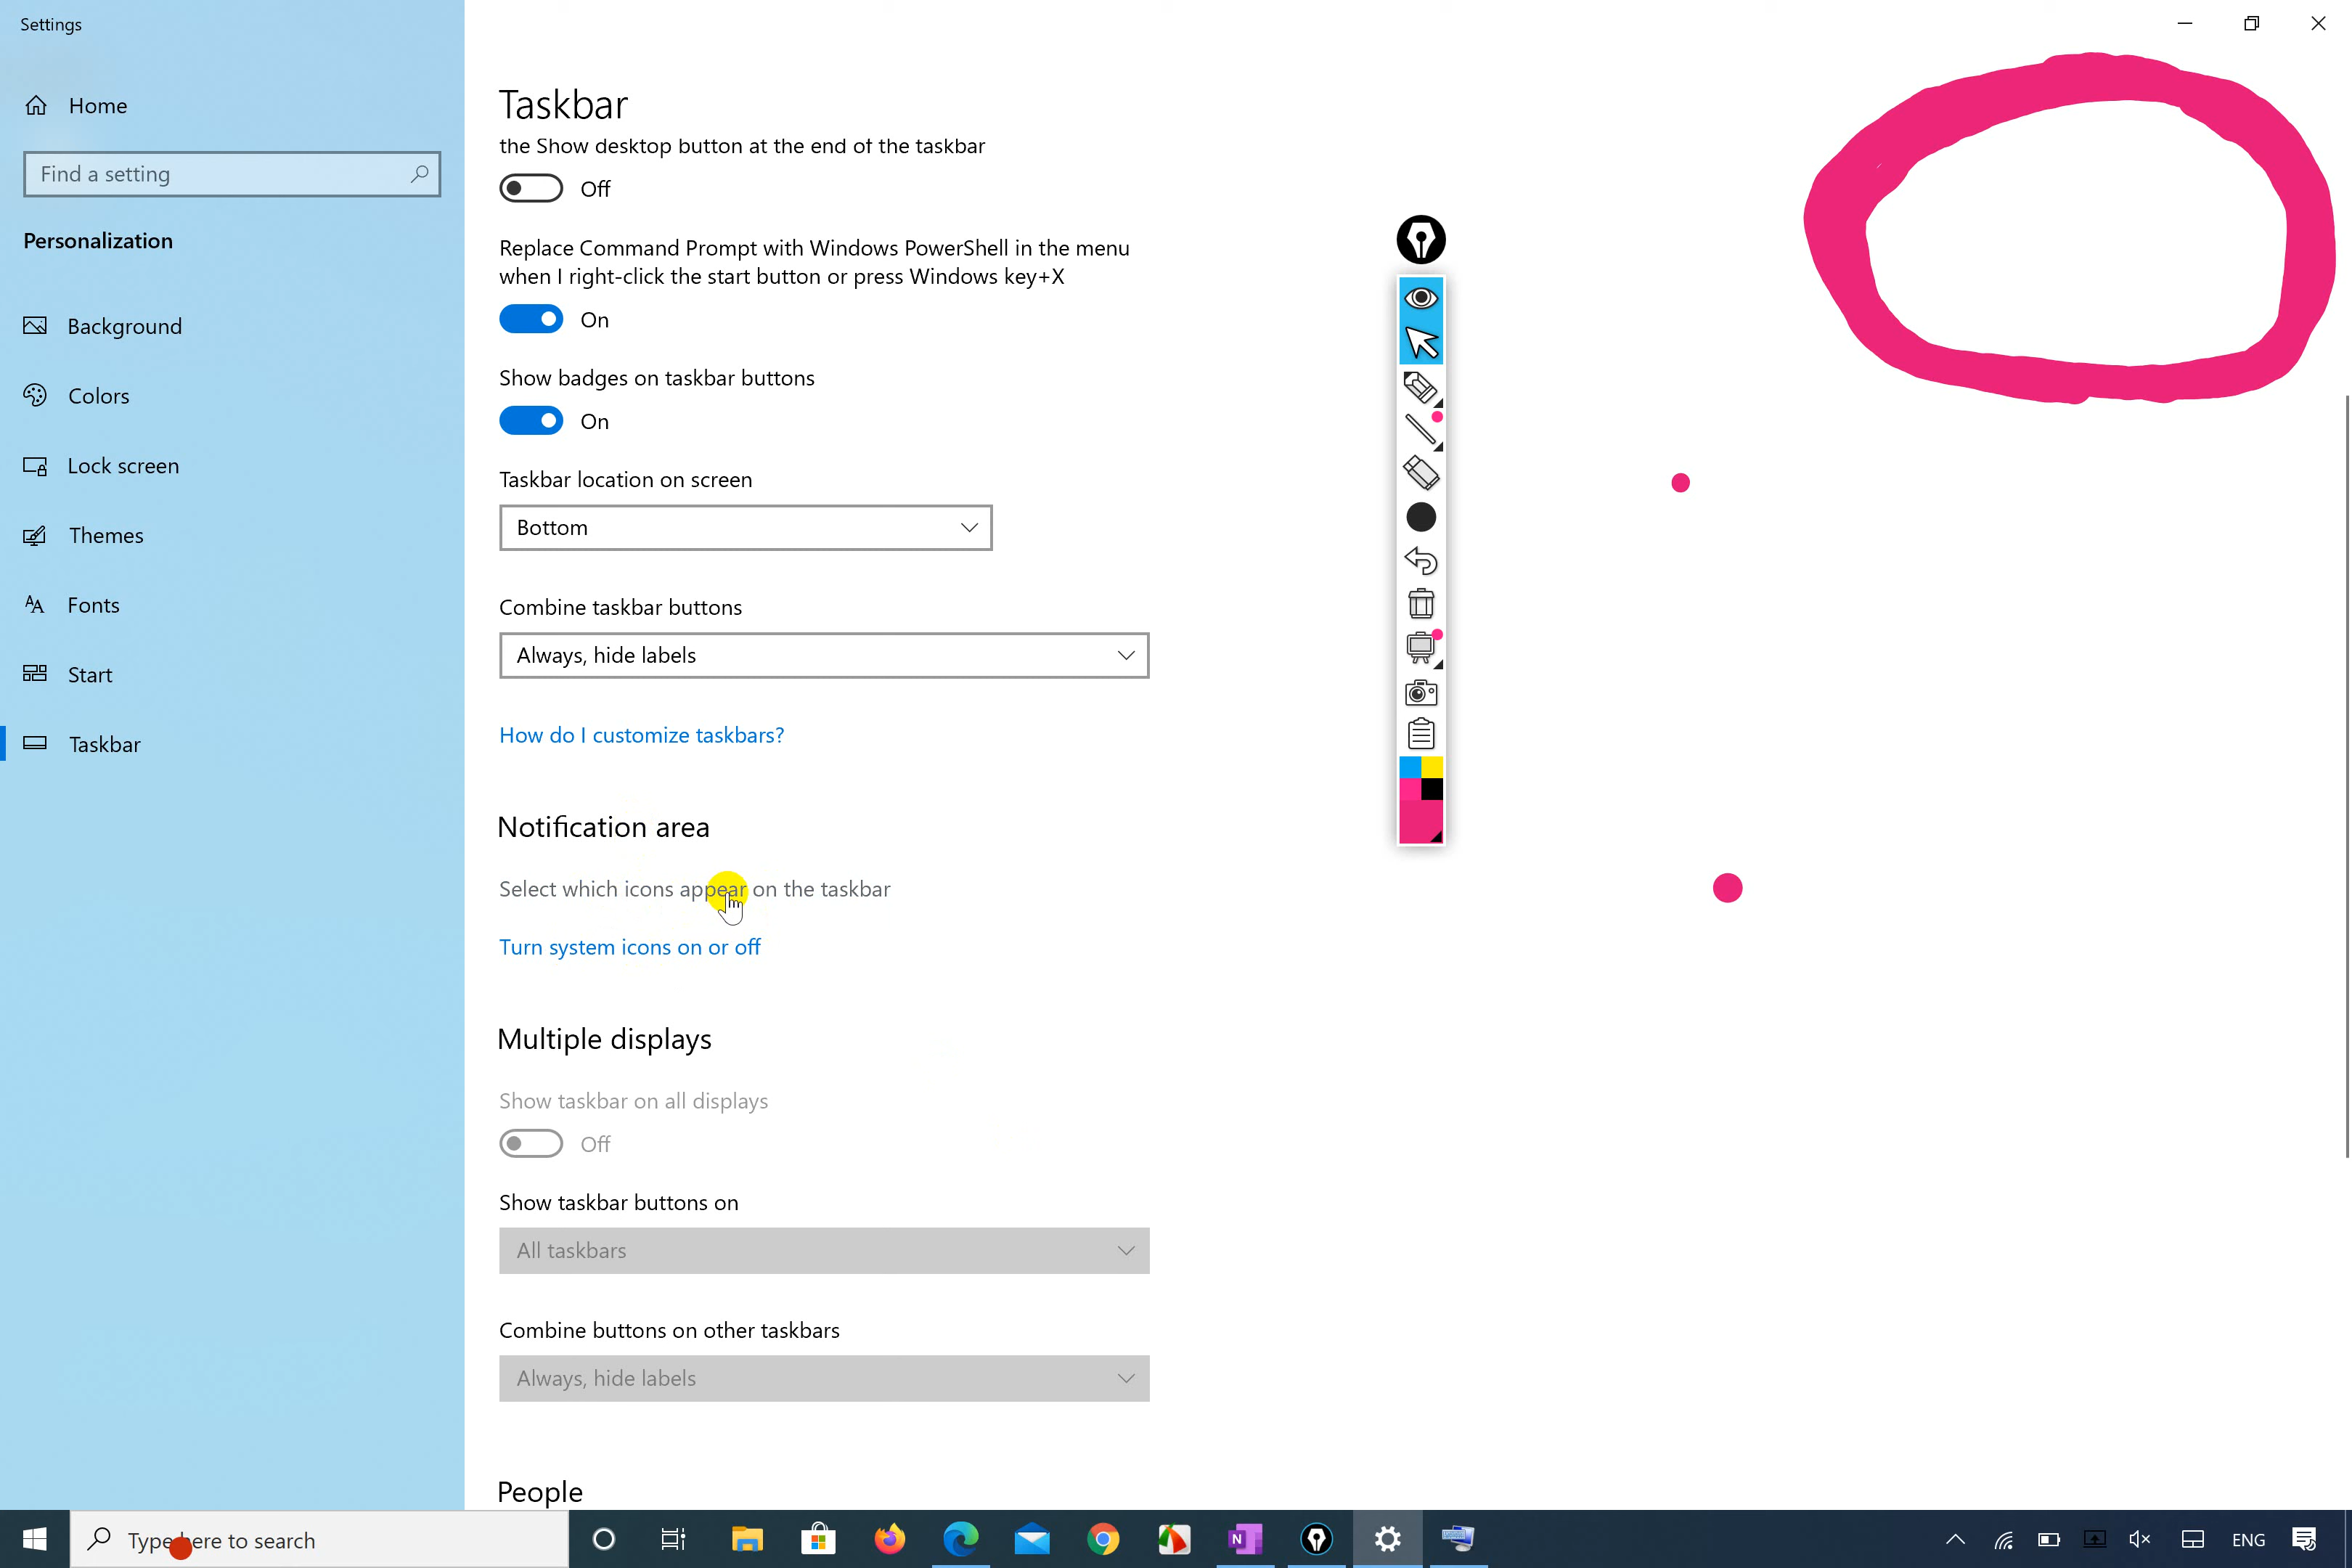 Settings
Home
Find a setting
Personalization
Background
Colors
Lock screen
Themes
Fonts
Start
Taskbar
Taskbar
the Show desktop button at the end of the taskbar
Off
Replace Command Prompt with Windows PowerShell in the menu
when I right-click the start button or press Windows key+X
On
Show badges on taskbar buttons
On
Taskbar location on screen
Bottom
Combine taskbar buttons
Always, hide labels
How do I customize taskbars?
Notification area
Select which icons appear on the taskbar
Turn system icons on or off
Multiple displays
Show taskbar on all displays
Off
Show taskbar buttons on
All taskbars
Combine buttons on other taskbars
Always, hide labels
People
Type here to search
N
ENG